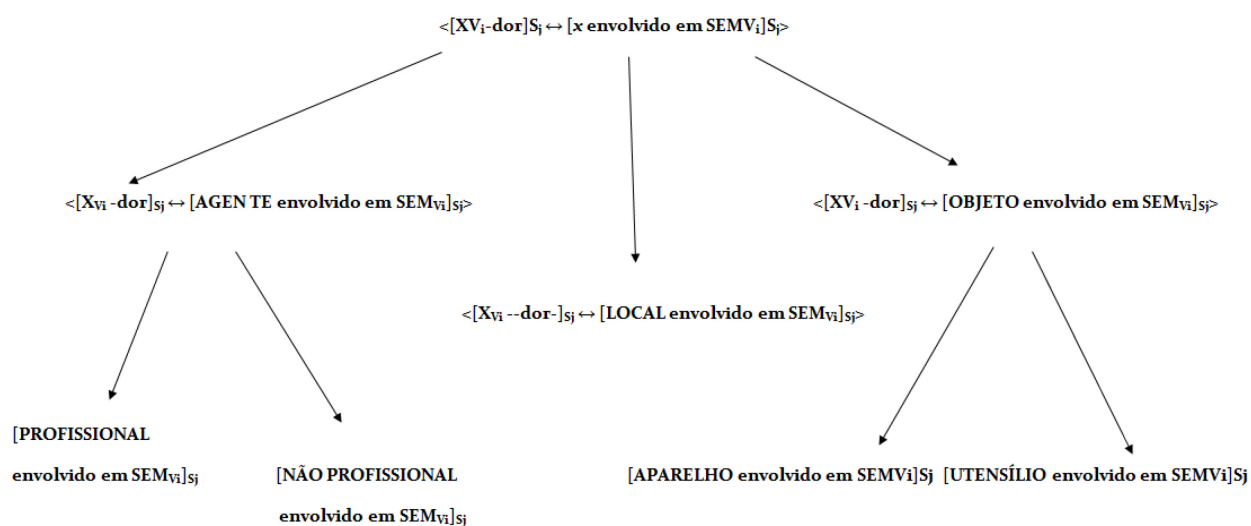 <[XVi-dor]Sj ↔ [x envolvido em SEMVi]Sj>
<[XVi -dor]Sj ↔ [AGEN TE envolvido em SEMVi]Sj>
<[XVi -dor]Sj ↔ [OBJETO envolvido em SEMVi]Sj>
<[XVi --dor-]Sj ↔ [LOCAL envolvido em SEMVi]Sj>
[PROFISSIONAL
envolvido em SEMVi]Sj
[NÃO PROFISSIONAL
envolvido em SEMVi]Sj
[APARELHO envolvido em SEMVi]Sj
[UTENSÍLIO envolvido em SEMVi]Sj